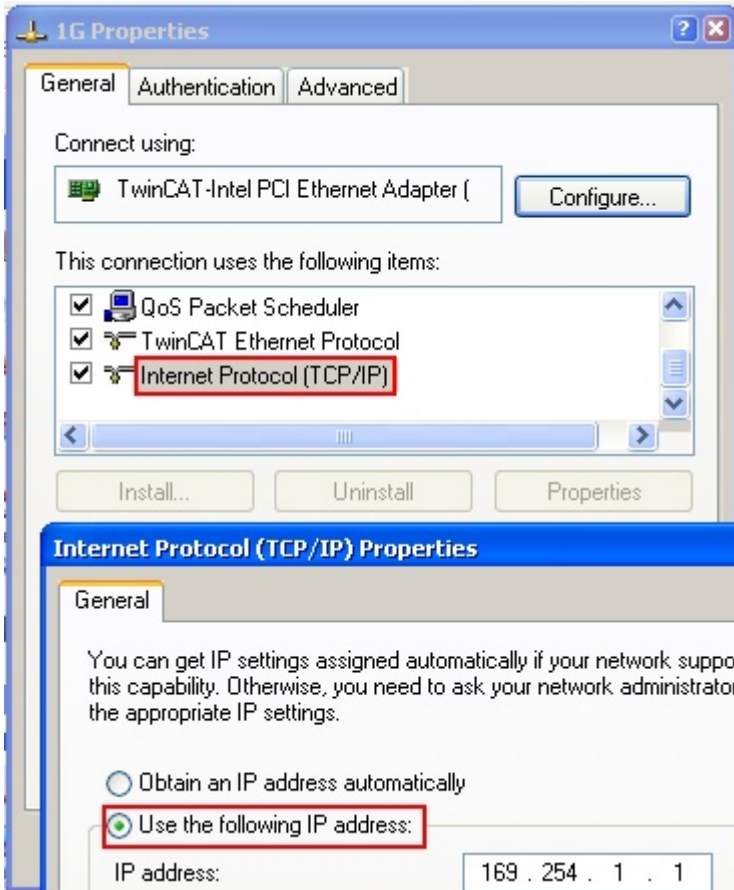 1G Properties
General Authentication Advanced
Connect using:
TwinCAT-Intel PCI Ethernet Adapter (
Configure...
This connection uses the following items:
QoS Packet Scheduler
TwinCAT Ethernet Protocol
Internet Protocol (TCP/IP)
Install... Uninstall Properties
Internet Protocol (TCP/IP) Properties
General
You can get IP settings assigned automatically if your network suppo
this capability. Otherwise, you need to ask your network administrator
the appropriate IP settings.
Obtain an IP address automatically
Use the following IP address:
IP address: 169 . 254 . 1 . 1